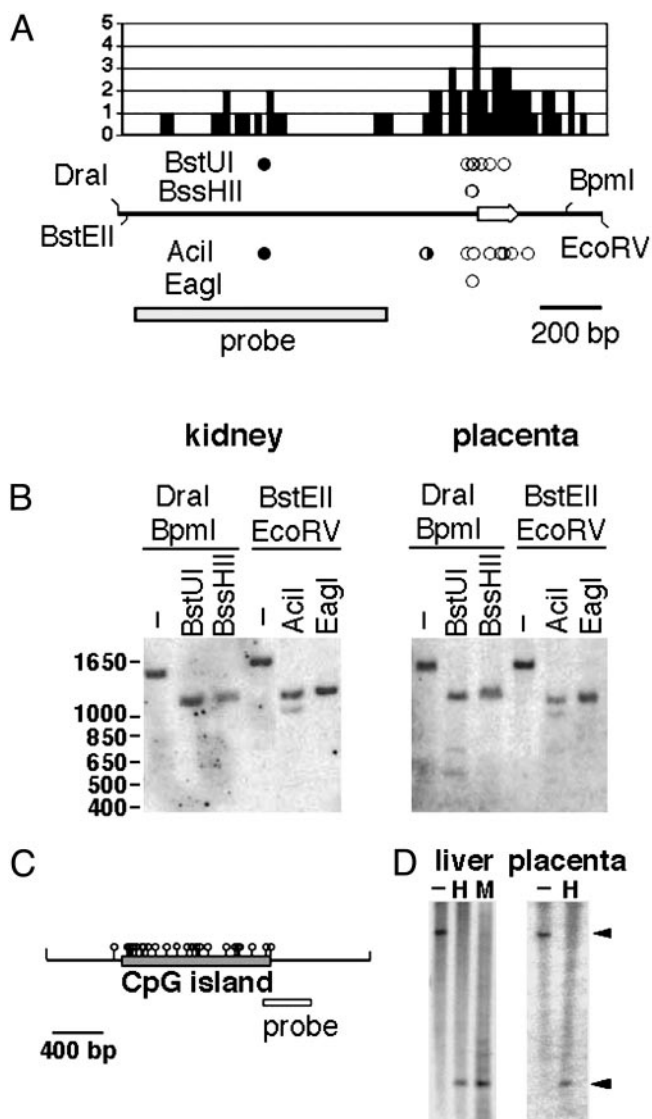 A
5
4
3
2
1
0
BstUI
DraI
BssHII
BpmI
BstEII
AciI
EcoRV
EagI
probe
200 bp
kidney
placenta
B
DraI
BpmI
BstEII
EcoRV
DraI
BpmI
BstEII
EcoRV
–
BstUI
BssHII
–
AciI
EagI
–
BstUI
BssHII
–
AciI
EagI
1650
1000
850
650
500
400
C
CpG island
probe
400 bp
D
liver
placenta
– H M
– H